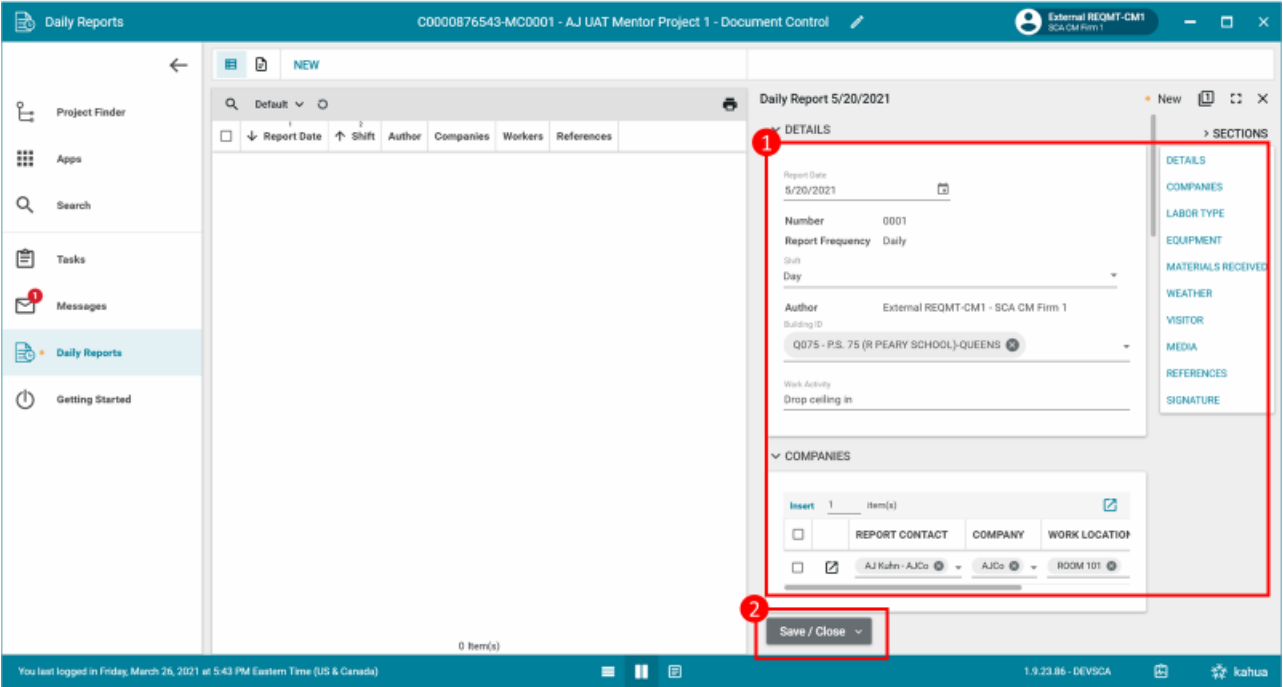 Daily Reports
C0000876543-MC0001 - AJ UAT Mentor Project 1 - Document Control
External REQMT-CM1
SCA CM Firm 1
Project Finder
Apps
Search
Tasks
1
Messages
Daily Reports
Getting Started
NEW
Default
1 2
Report Date Shift Author Companies Workers References
0 Item(s)
Daily Report 5/20/2021
New
1
DETAILS
Report Date
5/20/2021
Number 0001
Report Frequency Daily
Shift
Day
Author External REQMT-CM1 - SCA CM Firm 1
Building ID
Q075 - P.S. 75 (R PEARY SCHOOL)-QUEENS
Work Activity
Drop ceiling in
COMPANIES
Insert 1 item(s)
REPORT CONTACT COMPANY WORK LOCATION
AJ Kuhn - AJCo AJCo ROOM 101
2
Save / Close
SECTIONS
DETAILS
COMPANIES
LABOR TYPE
EQUIPMENT
MATERIALS RECEIVED
WEATHER
VISITOR
MEDIA
REFERENCES
SIGNATURE
You last logged in Friday, March 26, 2021 at 5:43 PM Eastern Time (US & Canada)
1.9.23.86 - DEVSCA
kahua